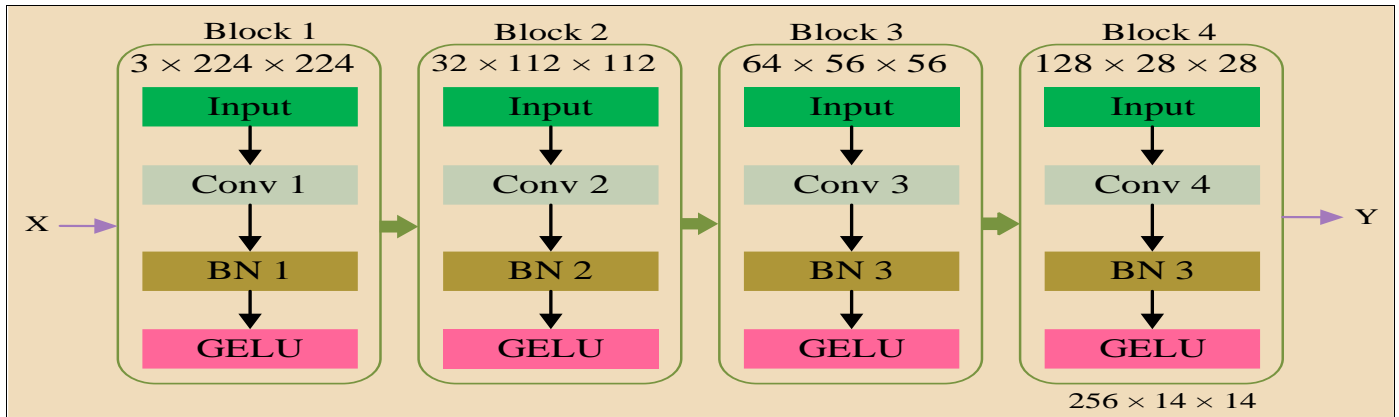 Block 1
3 × 224 × 224
Input
Conv 1
BN 1
GELU
Block 2
32 × 112 × 112
Input
Conv 2
BN 2
GELU
Block 3
64 × 56 × 56
Input
Conv 3
BN 3
GELU
Block 4
128 × 28 × 28
Input
Conv 4
BN 3
GELU
256 × 14 × 14
X
Y